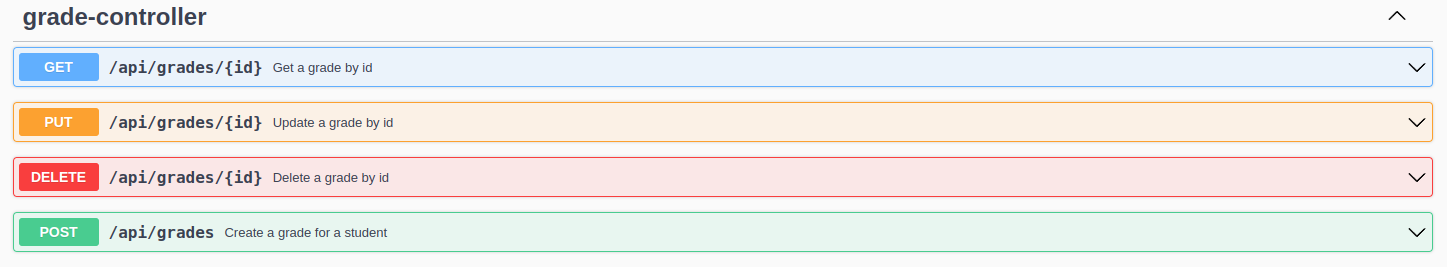 grade-controller
GET /api/grades/{id} Get a grade by id
PUT /api/grades/{id} Update a grade by id
DELETE /api/grades/{id} Delete a grade by id
POST /api/grades Create a grade for a student